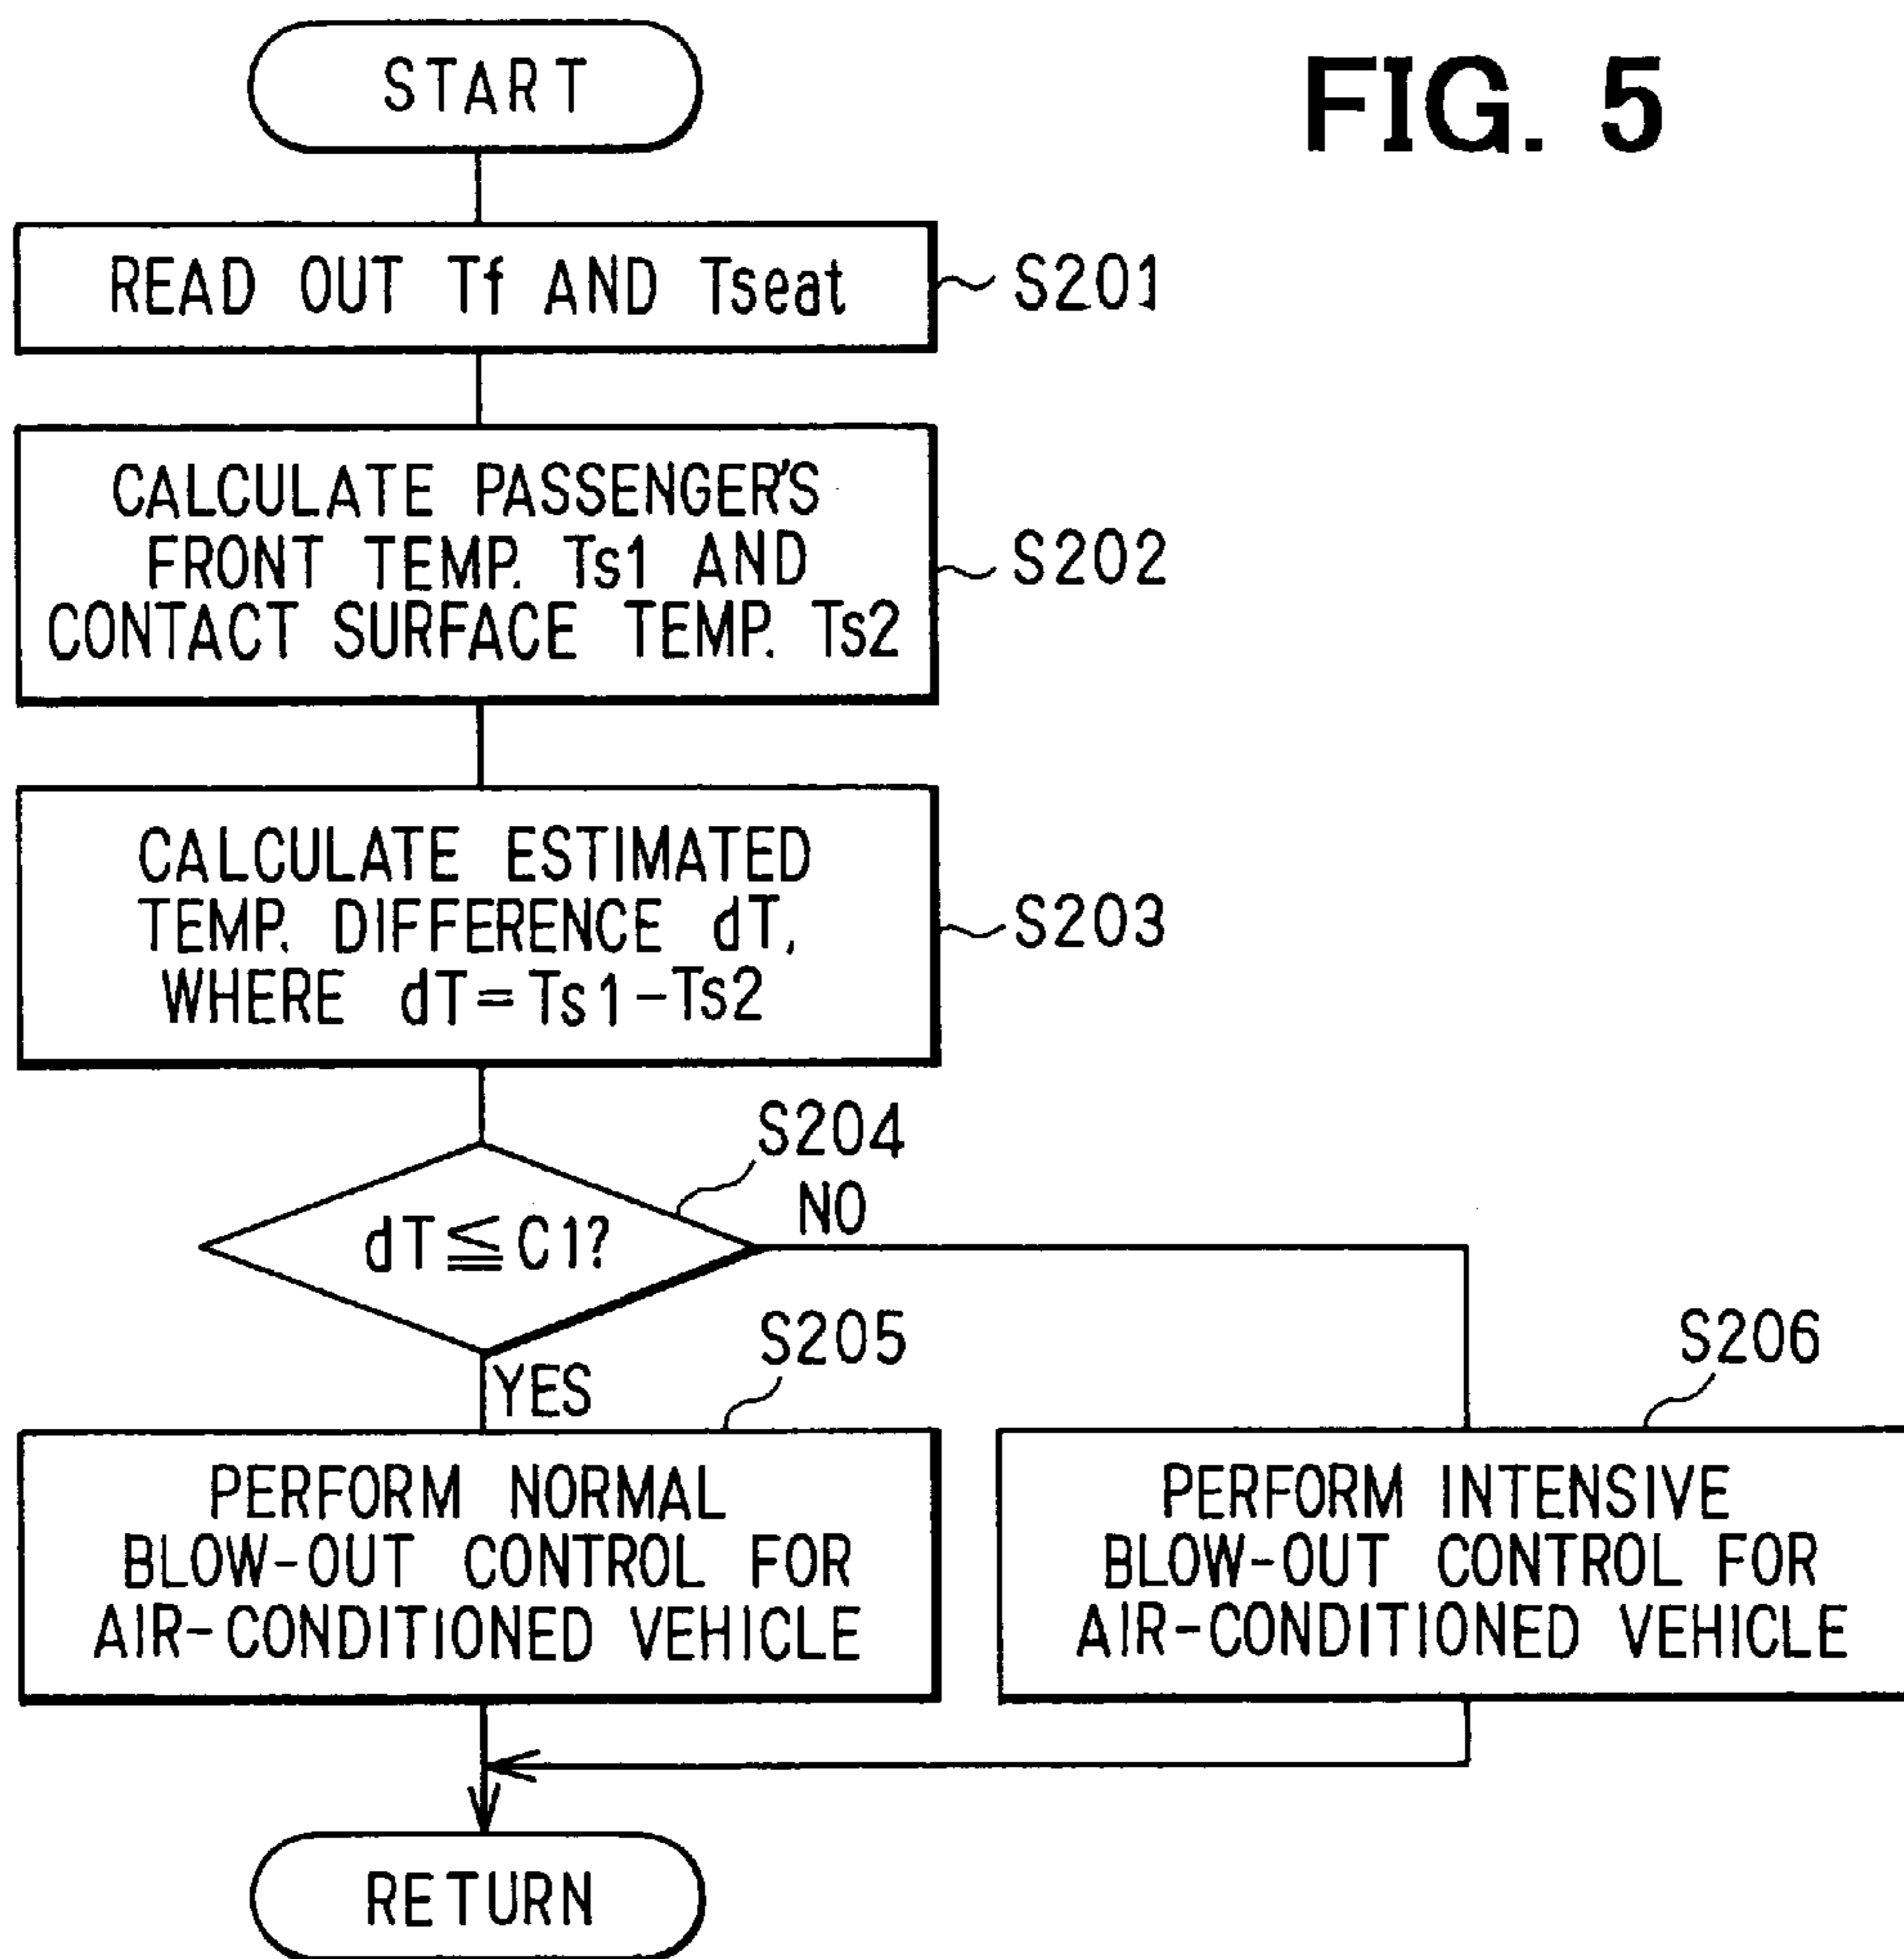 FIG. 5
START
READ OUT Tf AND Tseat
S201
CALCULATE PASSENGER'S
FRONT TEMP. Ts1 AND
CONTACT SURFACE TEMP. Ts2
S202
CALCULATE ESTIMATED
TEMP. DIFFERENCE dT,
WHERE dT=Ts1-Ts2
S203
S204
dT≦C1?
NO
YES
S205
PERFORM NORMAL
BLOW-OUT CONTROL FOR
AIR-CONDITIONED VEHICLE
S206
PERFORM INTENSIVE
BLOW-OUT CONTROL FOR
AIR-CONDITIONED VEHICLE
RETURN